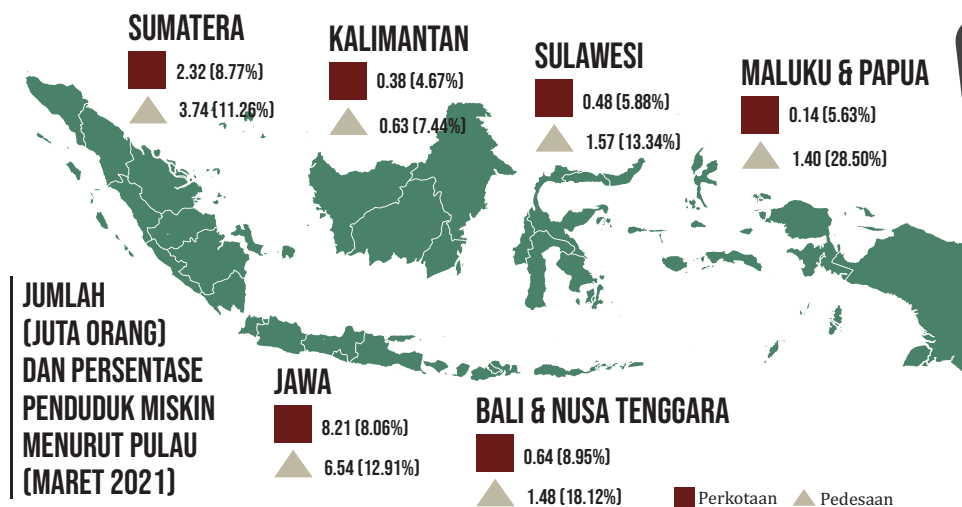 SUMATERA
2.32 (8.77%)
3.74 (11.26%)
KALIMANTAN
0.38 (4.67%)
0.63 (7.44%)
SULAWESI
0.48 (5.88%)
1.57 (13.34%)
MALUKU & PAPUA
0.14 (5.63%)
1.40 (28.50%)
JUMLAH
(JUTA ORANG)
DAN PERSENTASE
PENDUDUK MISKIN
MENURUT PULAU
(MARET 2021)
JAWA
8.21 (8.06%)
6.54 (12.91%)
BALI & NUSA TENGGARA
0.64 (8.95%)
1.48 (18.12%)
Perkotaan
Pedesaan